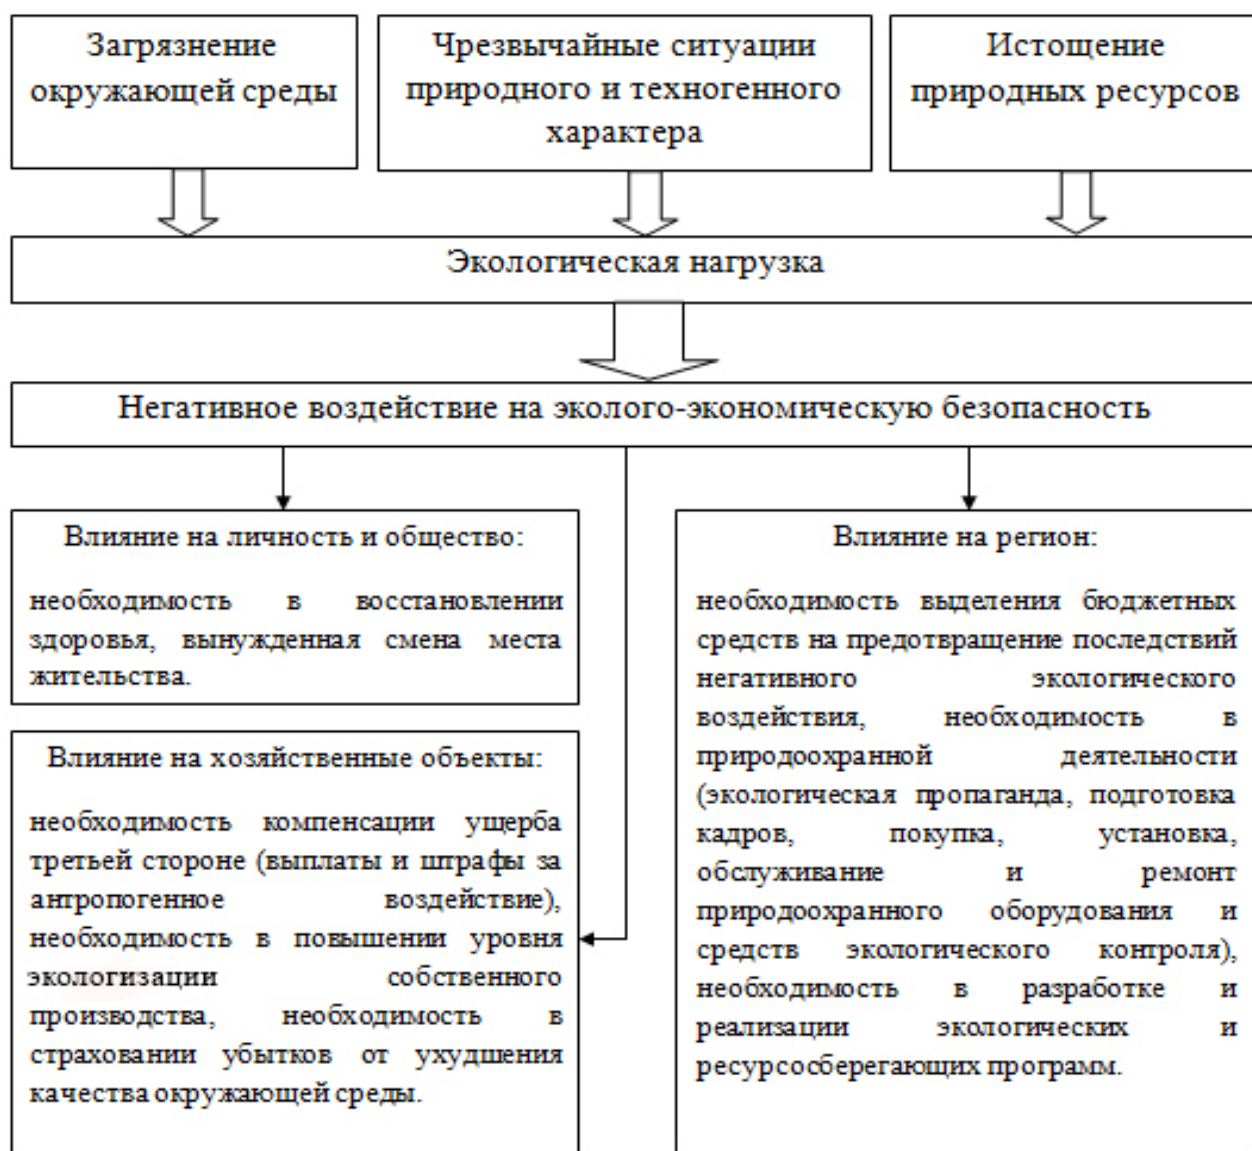 Загрязнение
окружающей среды
Чрезвычайные ситуации
природного и техногенного
характера
Истощение
природных ресурсов
Экологическая нагрузка
Негативное воздействие на эколого-экономическую безопасность
Влияние на личность и общество:
необходимость в восстановлении
здоровья, вынужденная смена места
жительства.
Влияние на хозяйственные объекты:
необходимость компенсации ущерба
третьей стороне (выплаты и штрафы за
антропогенное воздействие),
необходимость в повышении уровня
экологизации собственного
производства, необходимость в
страховании убытков от ухудшения
качества окружающей среды.
Влияние на регион:
необходимость выделения бюджетных
средств на предотвращение последствий
негативного экологического
воздействия, необходимость в
природоохранной деятельности
(экологическая пропаганда, подготовка
кадров, покупка, установка,
обслуживание и ремонт
природоохранного оборудования и
средств экологического контроля),
необходимость в разработке и
реализации экологических и
ресурсосберегающих программ.